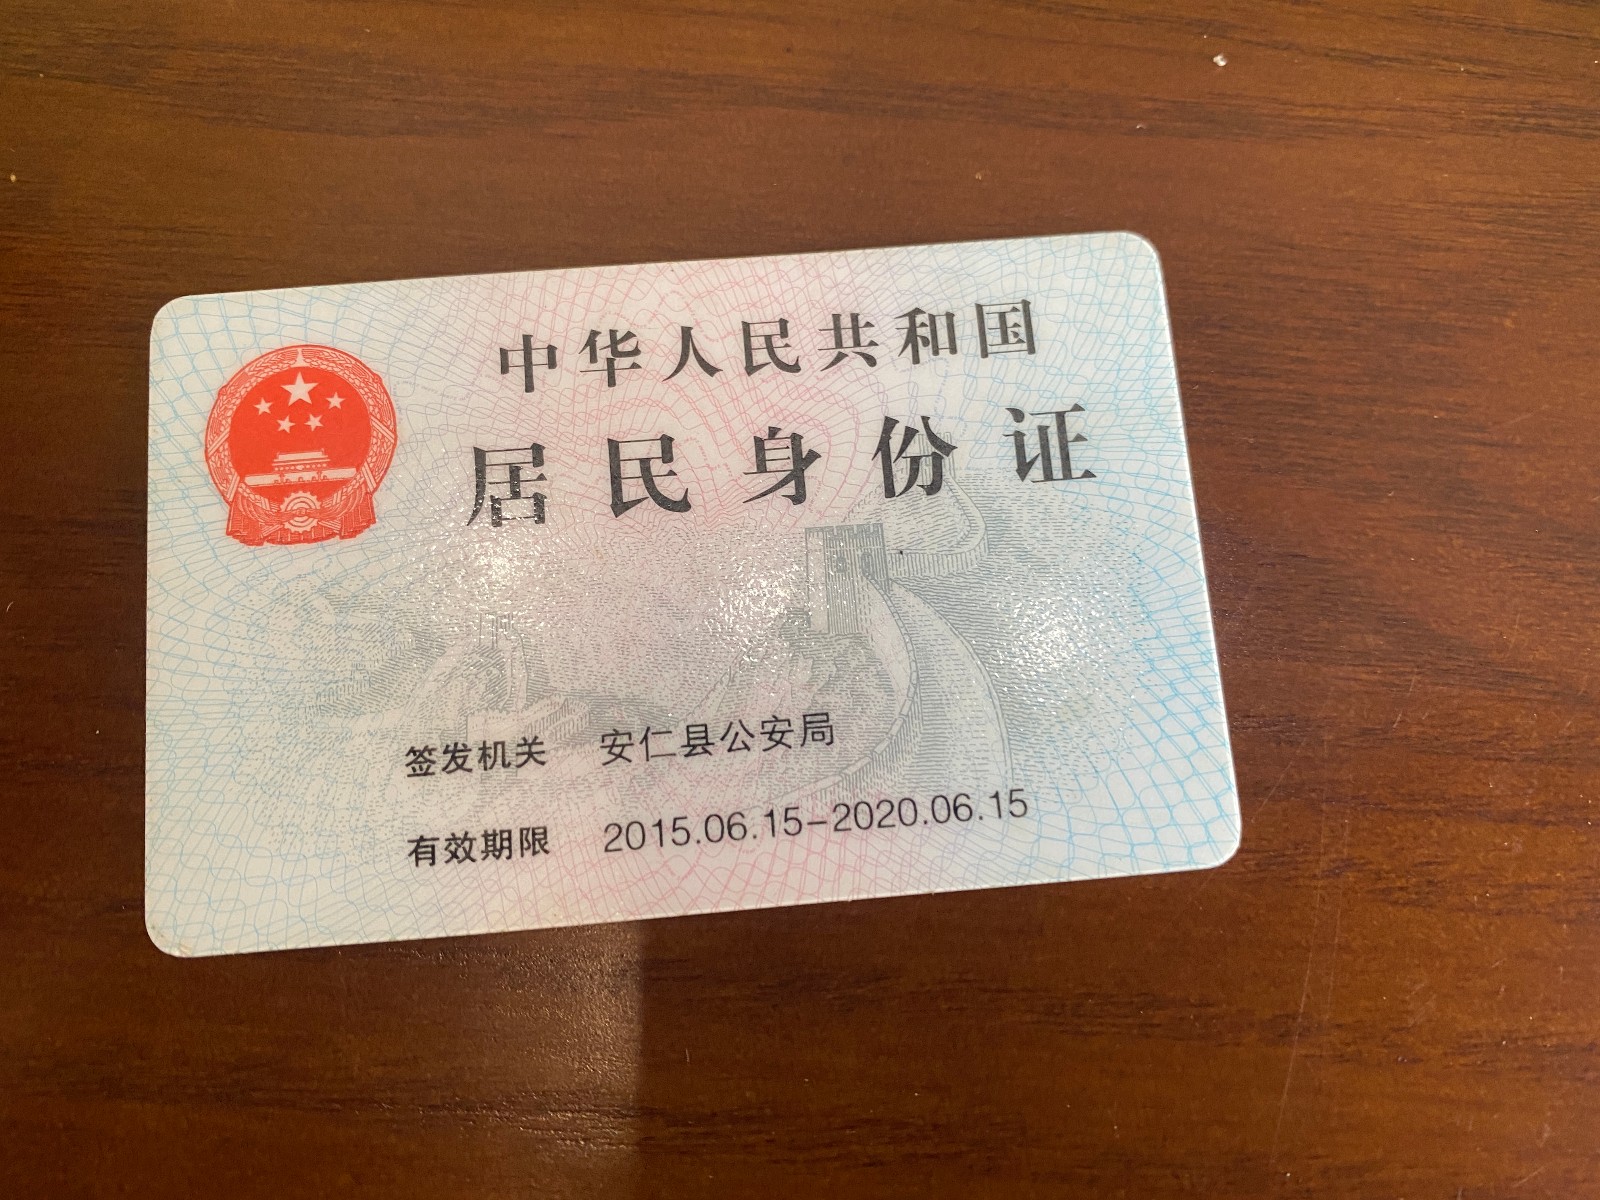 中华人民共和国
居民身份证
签发机关 安仁县公安局
有效期限 2015.06.15-2020.06.15